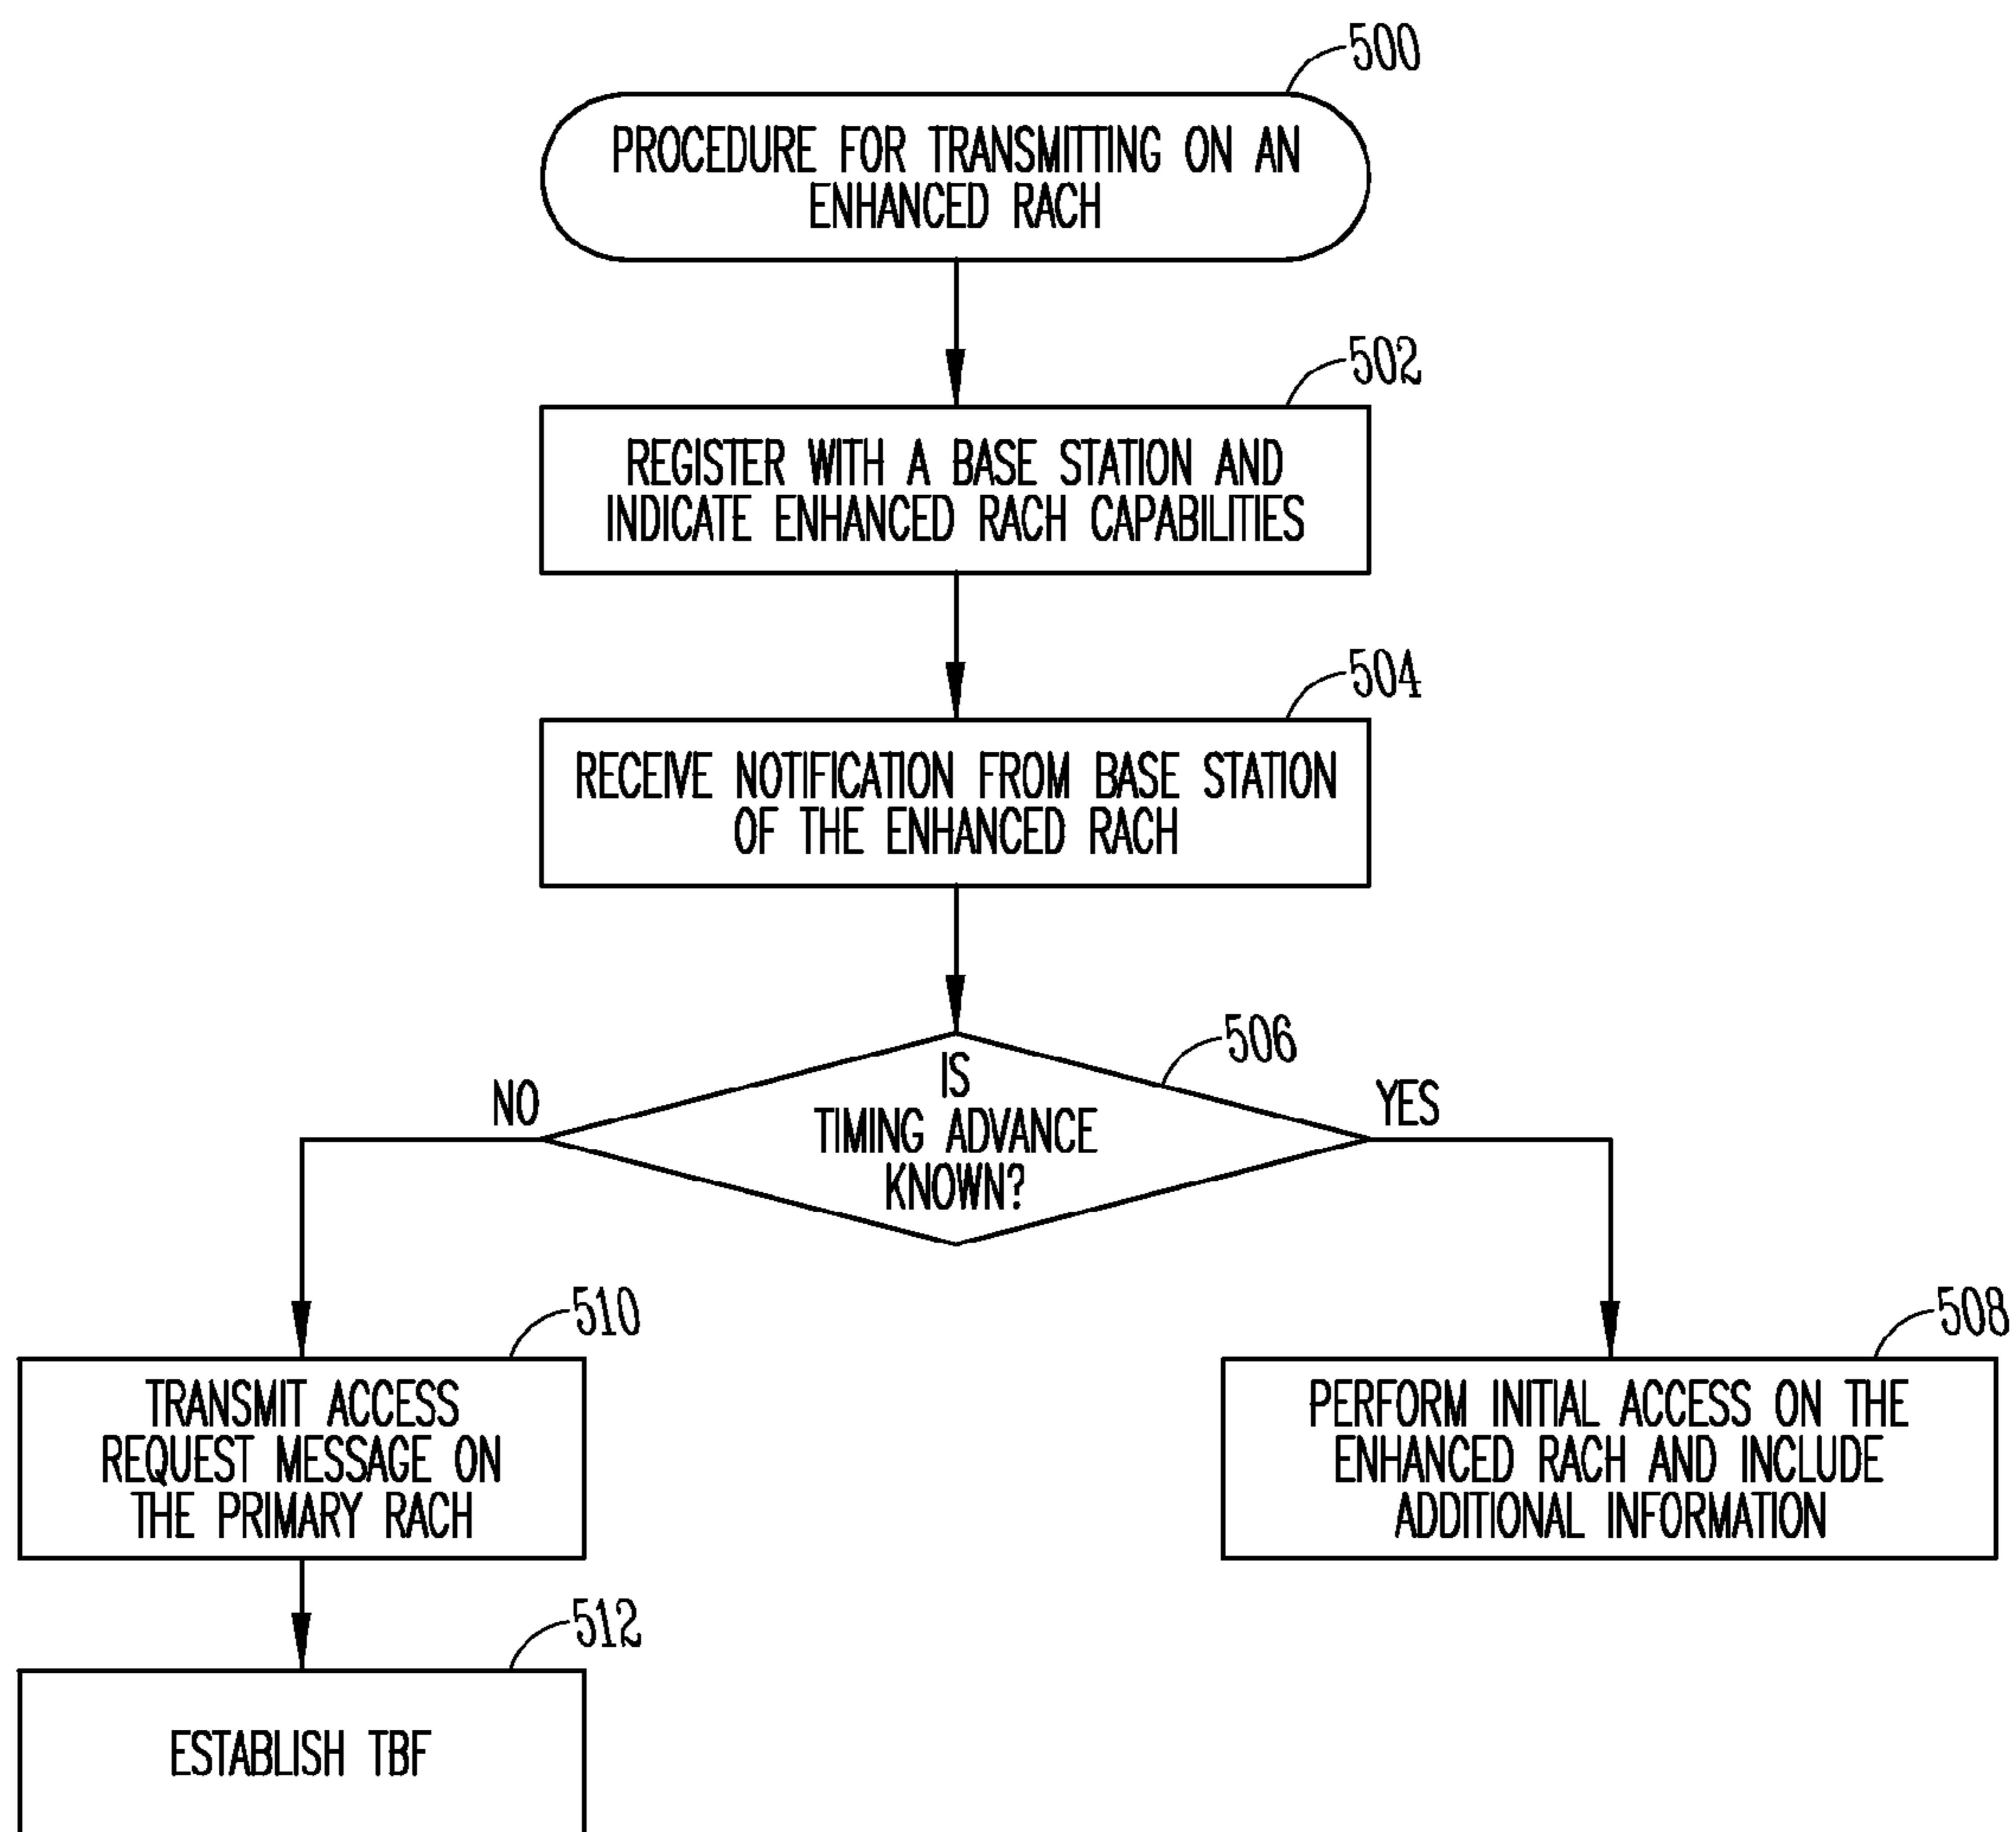 500
PROCEDURE FOR TRANSMITTING ON AN
ENHANCED RACH
502
REGISTER WITH A BASE STATION AND
INDICATE ENHANCED RACH CAPABILITIES
504
RECEIVE NOTIFICATION FROM BASE STATION
OF THE ENHANCED RACH
506
IS
TIMING ADVANCE
KNOWN?
NO
YES
510
TRANSMIT ACCESS
REQUEST MESSAGE ON
THE PRIMARY RACH
508
PERFORM INITIAL ACCESS ON THE
ENHANCED RACH AND INCLUDE
ADDITIONAL INFORMATION
512
ESTABLISH TBF